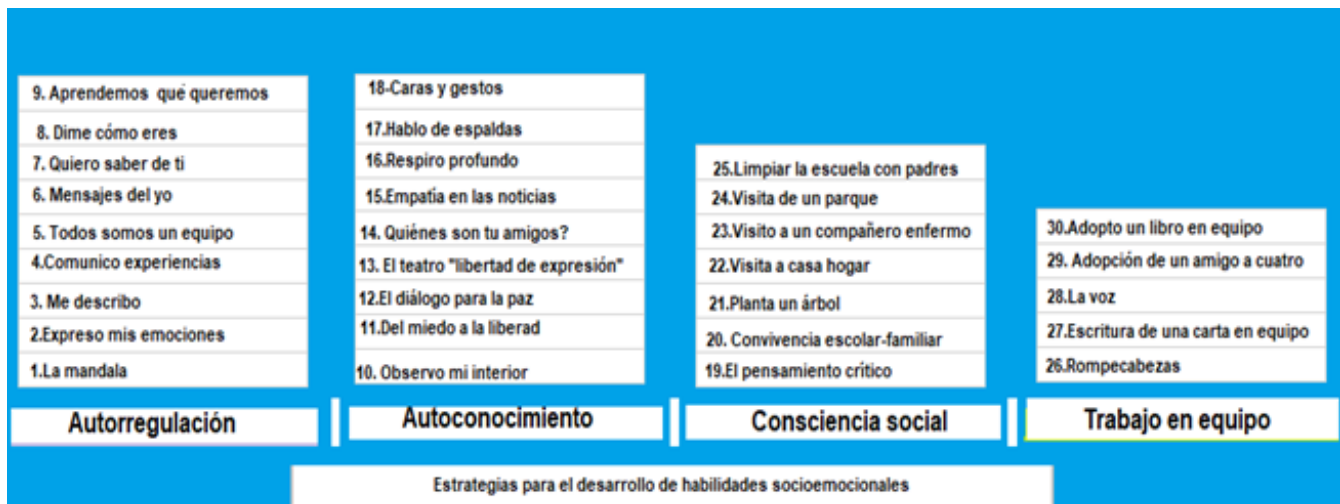 9. Aprendemos qué queremos
8. Dime cómo eres
7. Quiero saber de ti
6. Mensajes del yo
5. Todos somos un equipo
4.Comunico experiencias
3. Me describo
2.Expreso mis emociones
1.La mandala
Autorregulación
18-Caras y gestos
17.Hablo de espaldas
16.Respiro profundo
15.Empatía en las noticias
14. Quiénes son tu amigos?
13. El teatro "libertad de expresión"
12.El diálogo para la paz
11.Del miedo a la liberad
10. Observo mi interior
Autoconocimiento
25.Limpiar la escuela con padres
24.Visita de un parque
23.Visito a un compañero enfermo
22.Visita a casa hogar
21.Planta un árbol
20. Convivencia escolar-familiar
19.El pensamiento crítico
Consciencia social
30.Adopto un libro en equipo
29. Adopción de un amigo a cuatro
28.La voz
27.Escritura de una carta en equipo
26.Rompecabezas
Trabajo en equipo
Estrategias para el desarrollo de habilidades socioemocionales